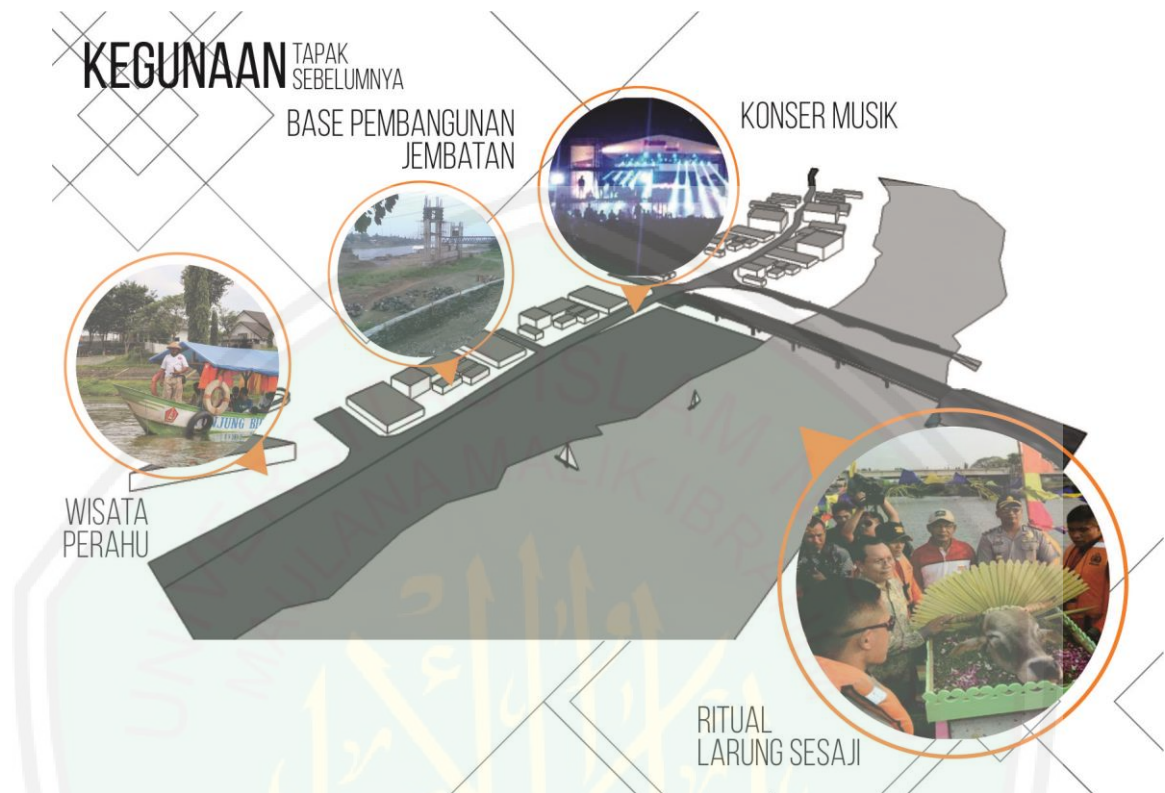 KEGUNAAN TAPAK
SEBELUMNYA
BASE PEMBANGUNAN
JEMBATAN
KONSER MUSIK
WISATA
PERAHU
RITUAL
LARUNG SESAJI